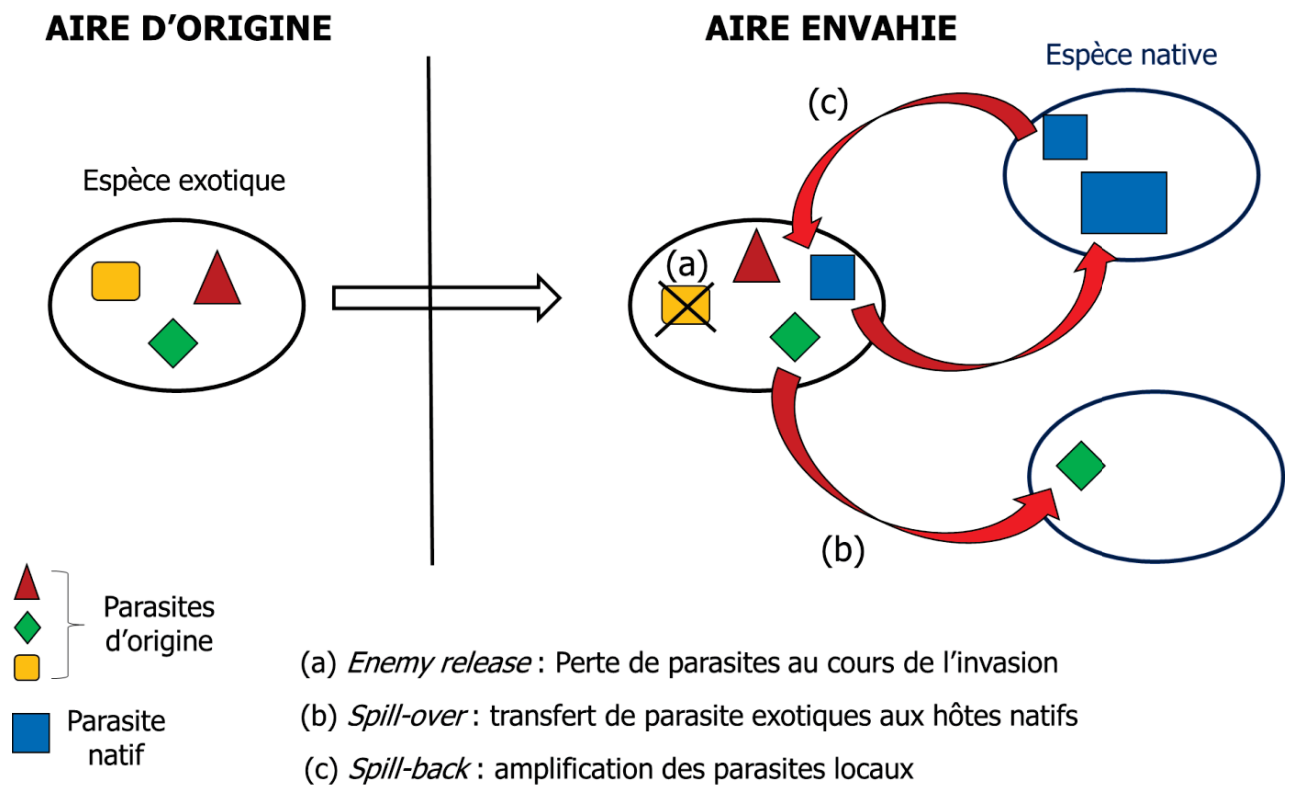 AIRE D'ORIGINE
AIRE ENVAHIE
Espèce native
(c)
Espèce exotique
(a)
(b)
Parasites
d'origine
Parasite
natif
(a) Enemy release : Perte de parasites au cours de l'invasion
(b) Spill-over : transfert de parasite exotiques aux hôtes natifs
(c) Spill-back : amplification des parasites locaux